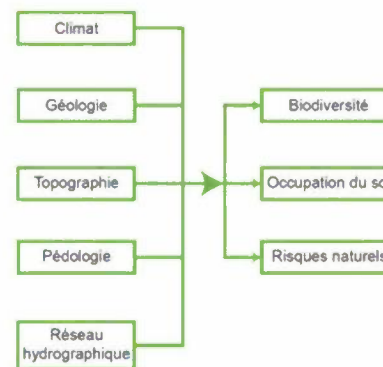 Climat
Géologie
Topographie
Pédologie
Réseau
hydrographique
Biodiversité
Occupation du so
Risques naturels